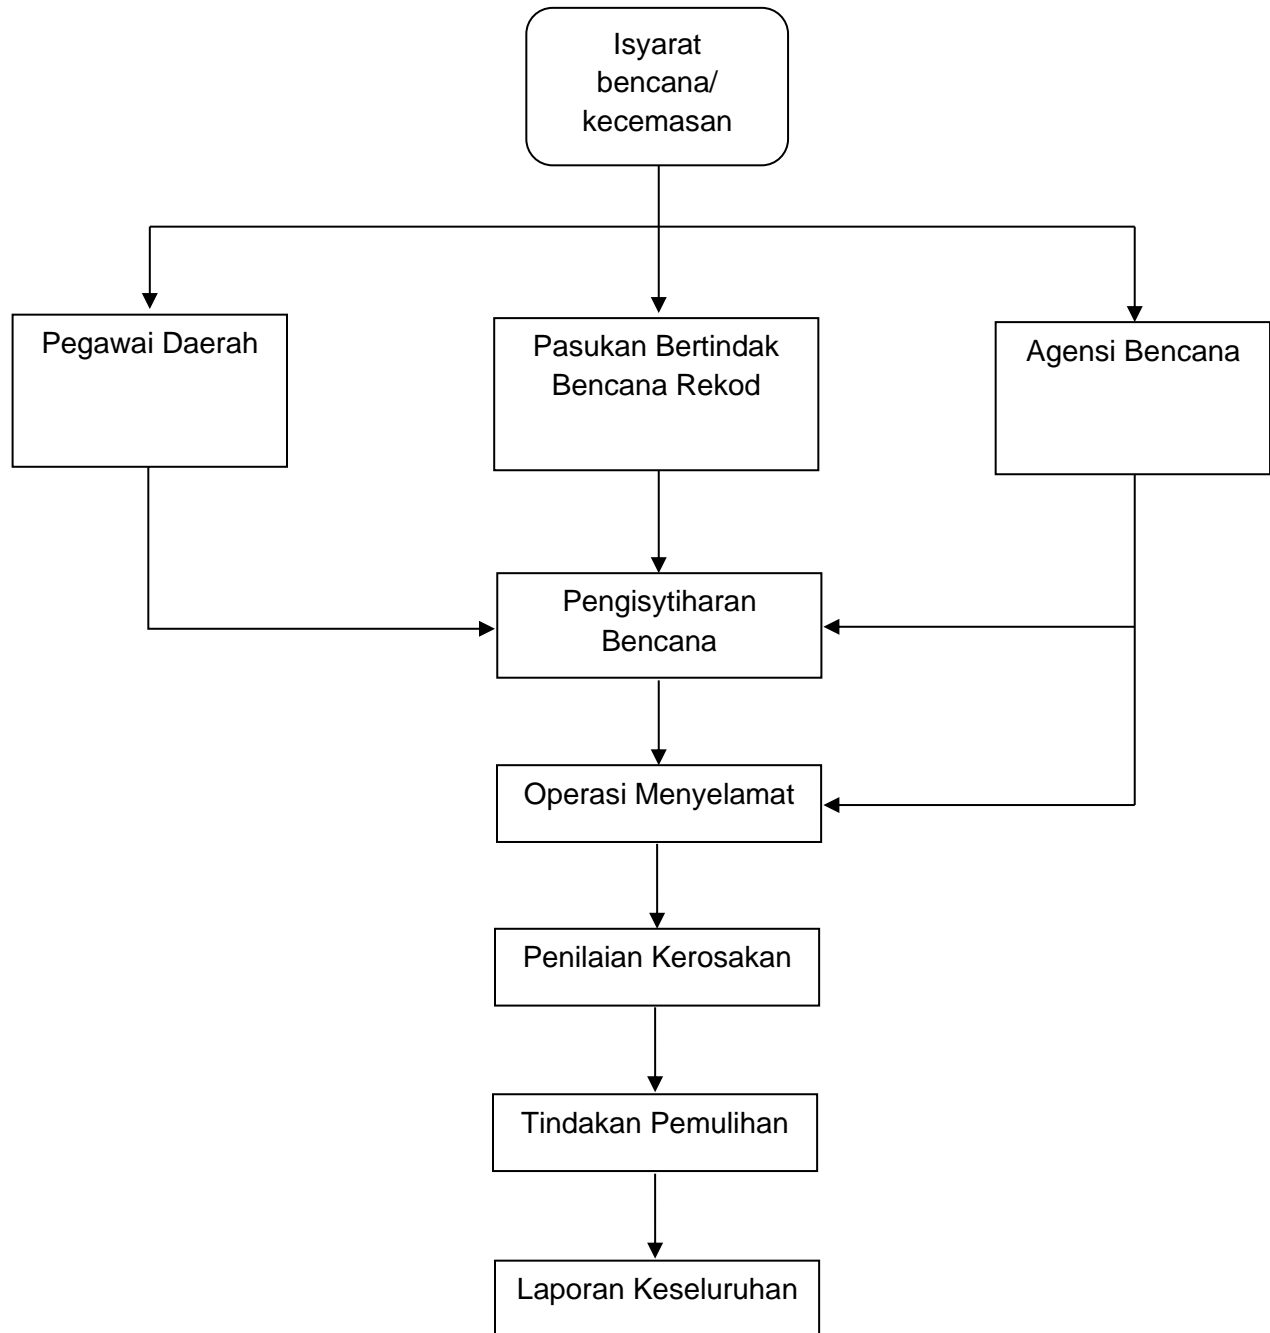 Isyarat
bencana/
kecemasan
Pegawai Daerah
Pasukan Bertindak
Bencana Rekod
Agensi Bencana
Pengisytiharan
Bencana
Operasi Menyelamat
Penilaian Kerosakan
Tindakan Pemulihan
Laporan Keseluruhan